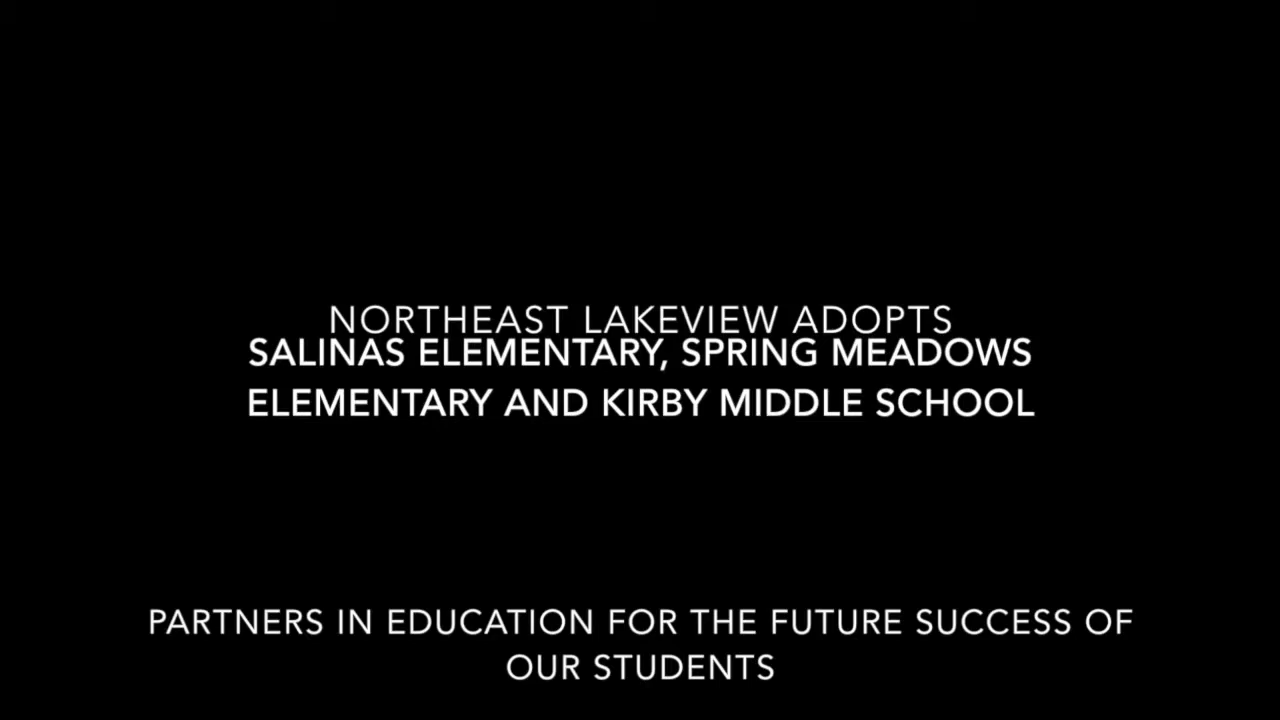 NORTHEAST LAKEVIEW ADOPTS
SALINAS ELEMENTARY, SPRING MEADOWS
ELEMENTARY AND KIRBY MIDDLE SCHOOL
PARTNERS IN EDUCATION FOR THE FUTURE SUCCESS OF
OUR STUDENTS